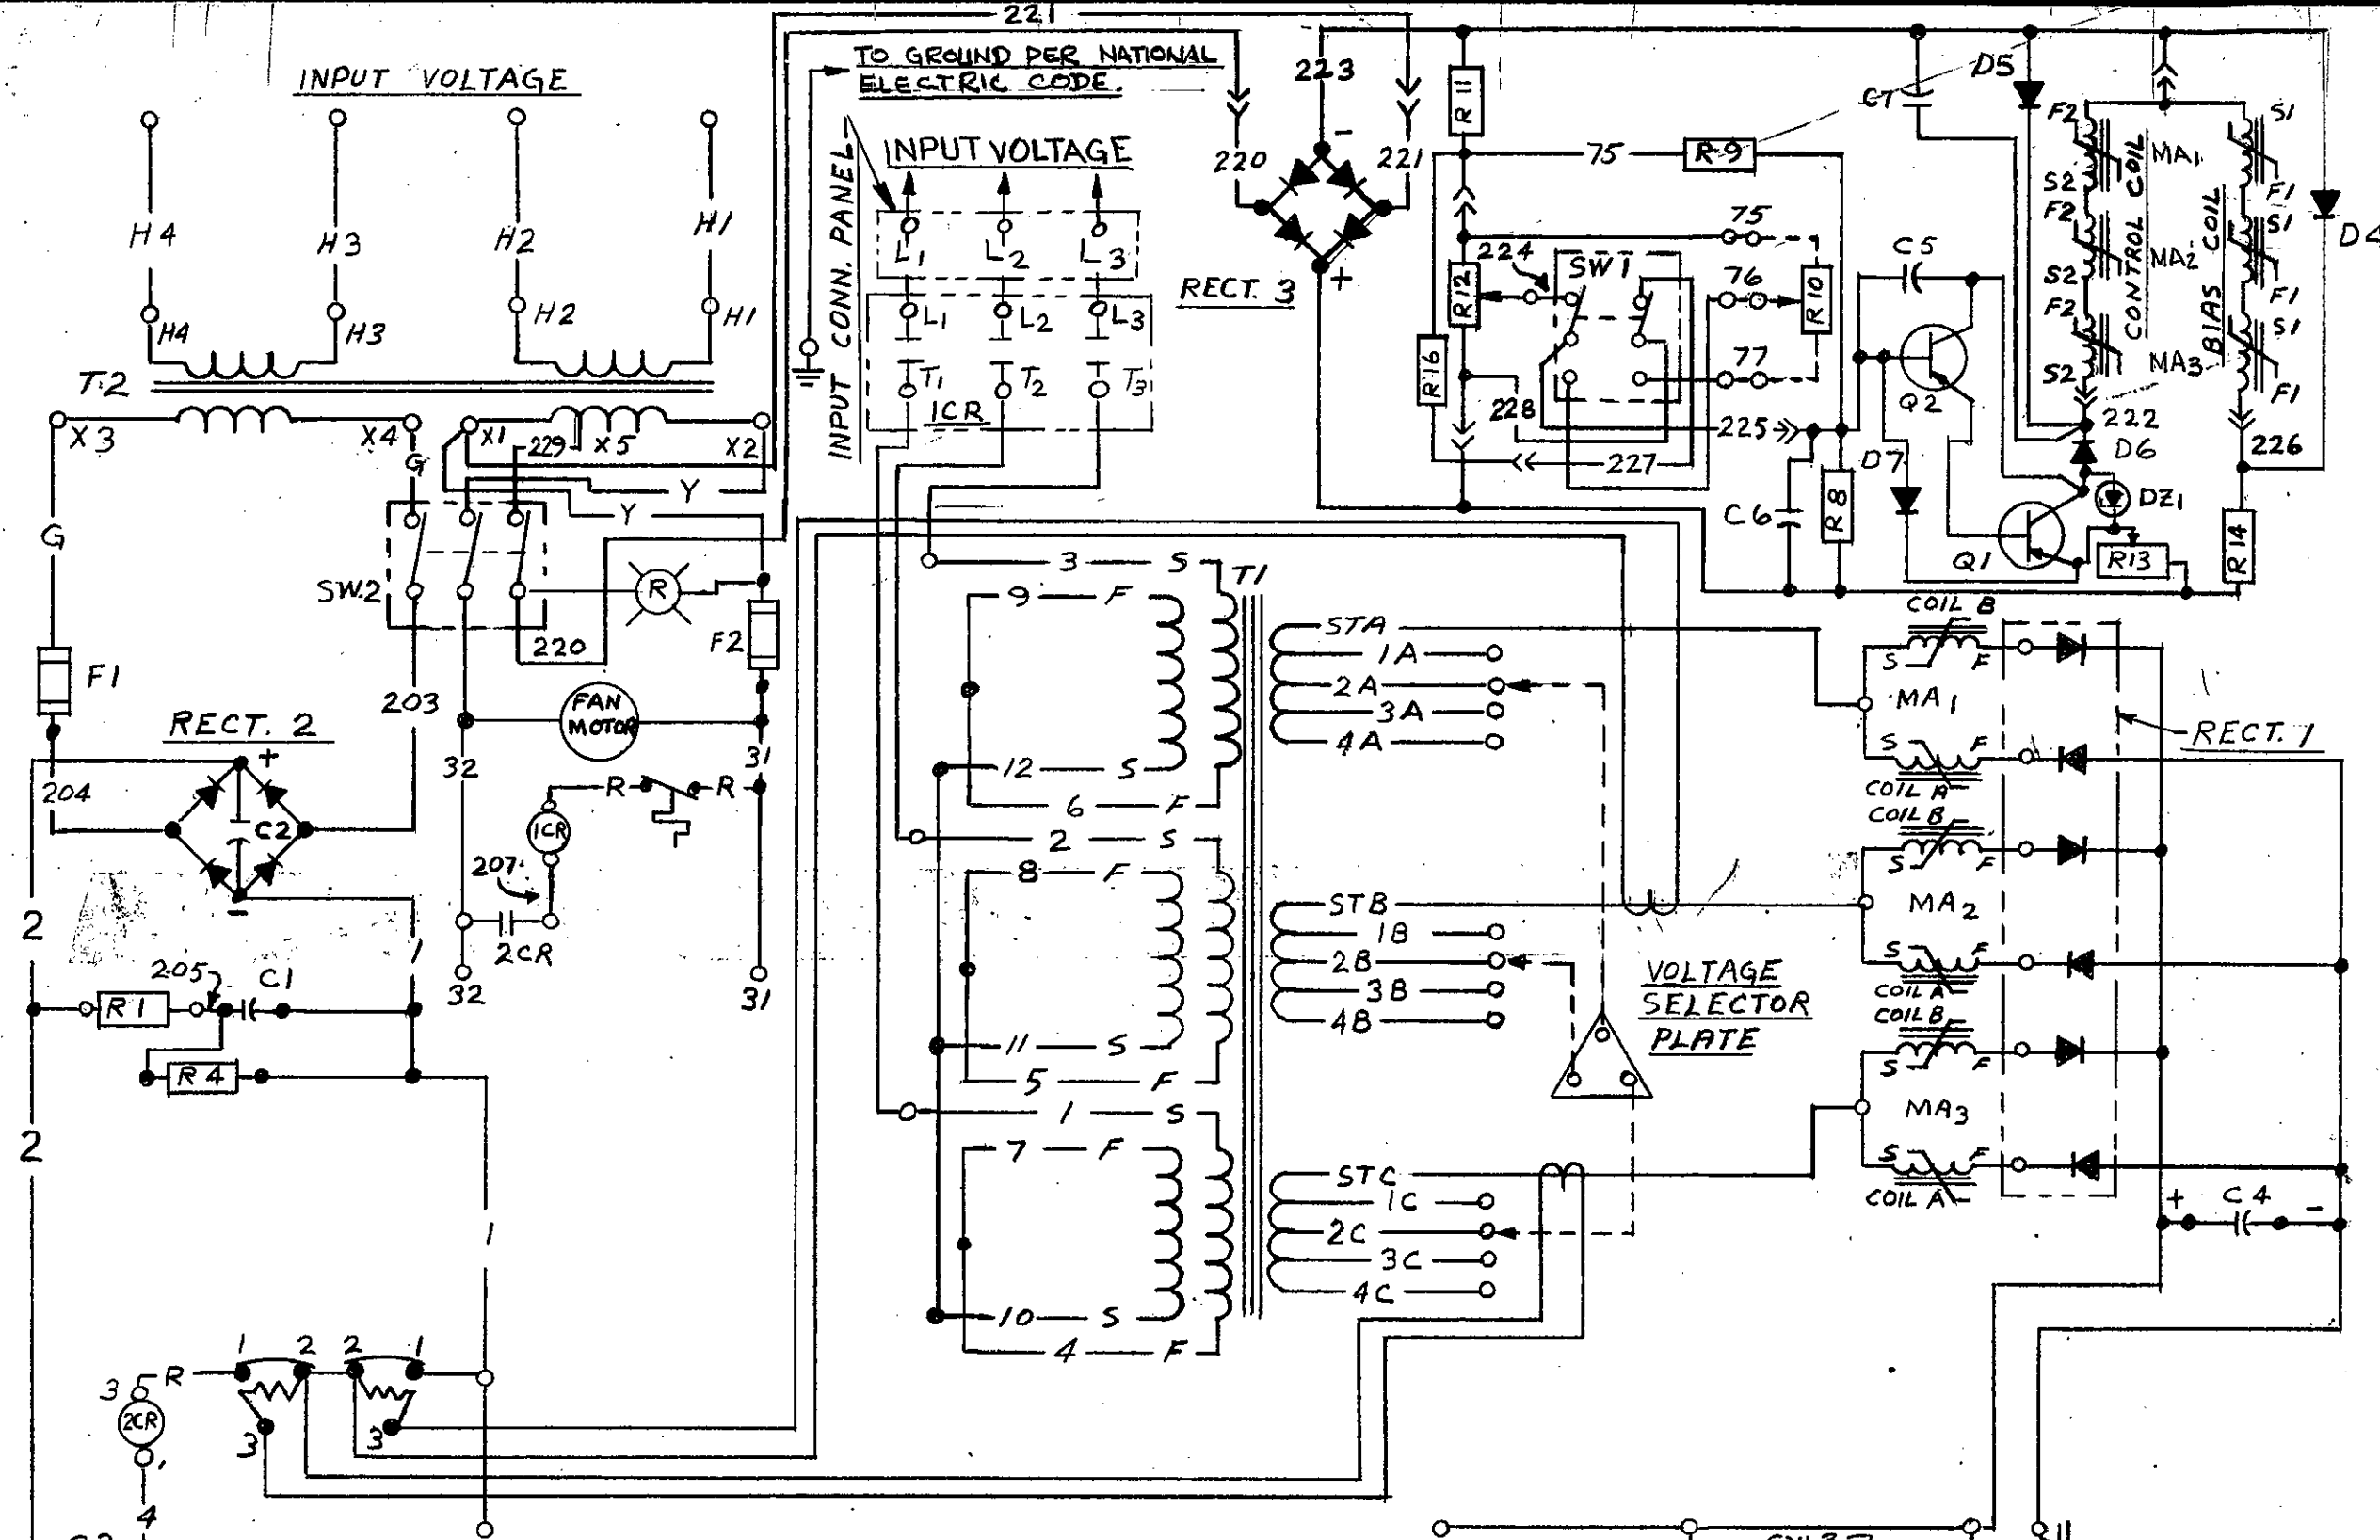 221
INPUT VOLTAGE
TO GROUND PER NATIONAL
ELECTRIC CODE.
INPUT CONN. PANEL
INPUT VOLTAGE
223
220
221
R 11
75
R 9
D5
C7
F2
S1
MA1
S2
F1
F2
S1
MA2
S2
F1
F2
S1
MA3
S2
F1
CONTROL COIL
BIAS COIL
D4
H4
H3
H2
H1
H4
H3
H2
H1
L1
L2
L3
L1
L2
L3
T1
T2
T3
1CR
-
+
RECT. 3
R12
224
SW1
75
76
77
R10
R16
228
225
227
C5
Q2
222
D6
226
D7
DZ1
C6
R 8
Q1
R13
R 14
T2
X3
X4
X1
229
X5
X2
G
Y
Y
G
SW.2
R
220
F2
F1
203
FAN
MOTOR
RECT. 2
+
204
C2
-
32
31
R
R
1CR
207
2CR
32
31
2
205
C1
R 1
1
R 4
2
1
3
S
T1
9
F
12
S
6
F
2
S
8
F
11
S
5
F
1
S
7
F
10
S
4
F
STA
1A
2A
3A
4A
STB
1B
2B
3B
4B
STC
1C
2C
3C
4C
VOLTAGE
SELECTOR
PLATE
COIL B
S
F
MA1
S
F
COIL A
RECT. 1
COIL B
S
F
MA2
S
F
COIL A
COIL B
S
F
MA3
S
F
COIL A
+
C4
-
1
2
2
1
3
R
2CR
3
3
4